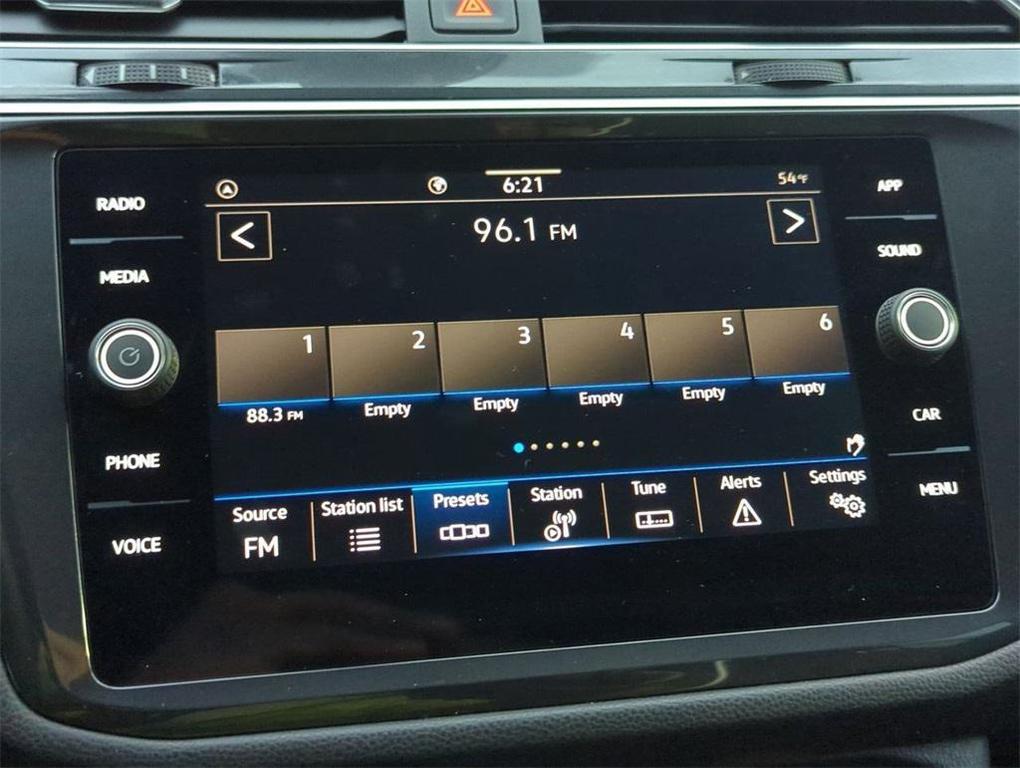 RADIO
MEDIA
PHONE
VOICE
6:21
54°F
96.1 FM
1 2 3 4 5 6
88.3 FM Empty Empty Empty Empty Empty
Source Station list Presets Station Tune Alerts Settings
FM
APP
SOUND
CAR
MENU